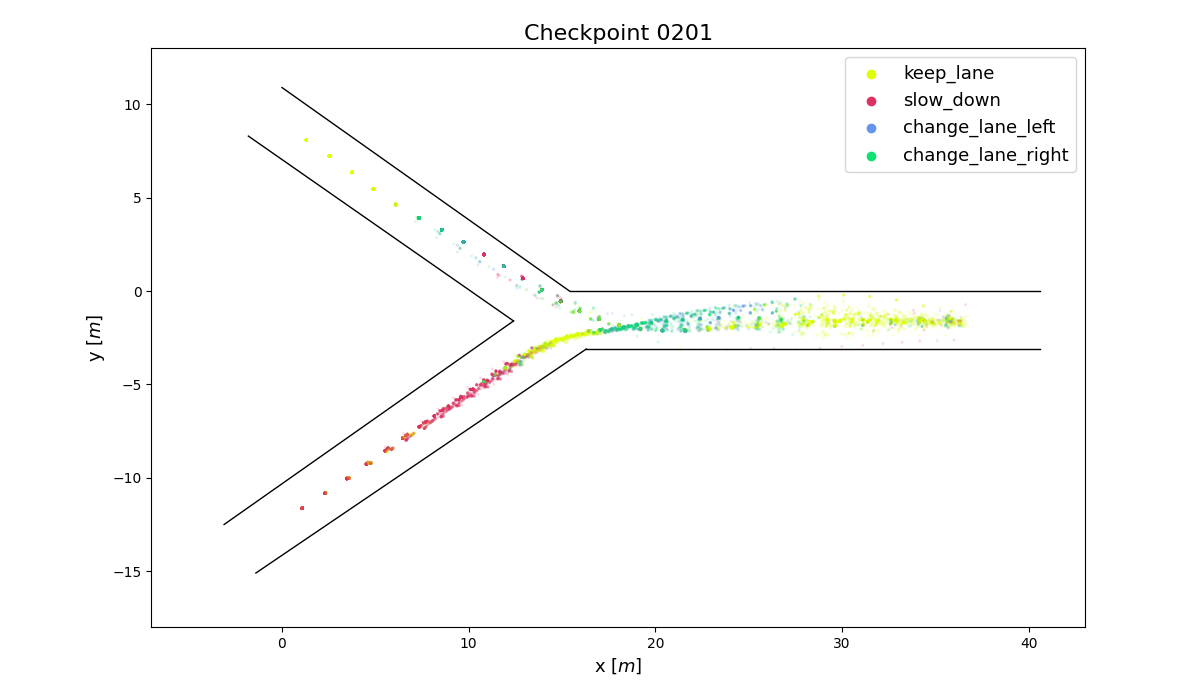 Checkpoint 0201
keep_lane
slow_down
change_lane_left
change_lane_right
y [m]
10
5
0
−5
−10
−15
0
10
20
30
40
x [m]